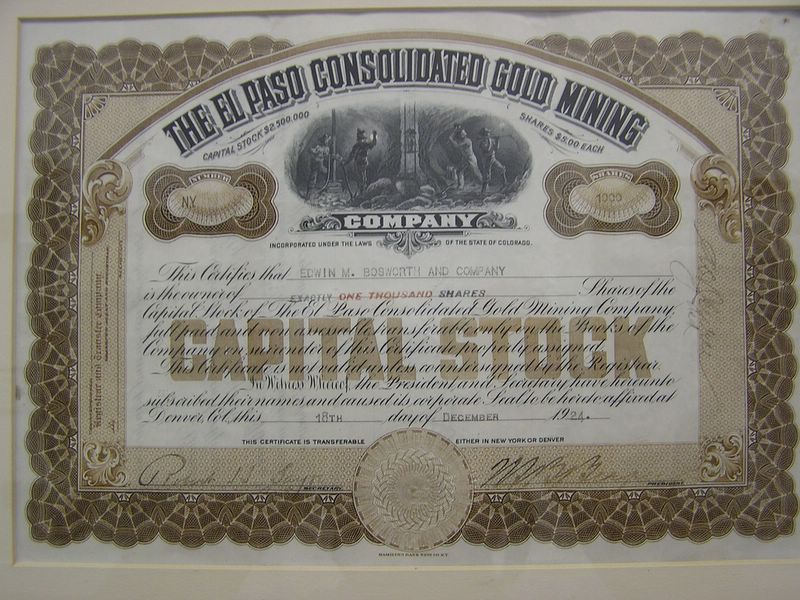 THE EL PASO CONSOLIDATED GOLD MINING
CAPITAL STOCK $2,500,000
SHARES $5.00 EACH
NUMBER
NY
SHARES
1000
COMPANY
INCORPORATED UNDER THE LAWS OF THE STATE OF COLORADO.
This Certifies that EDWIN M. BOSWORTH AND COMPANY
is the owner of EXACTLY ONE THOUSAND SHARES Shares of the
Capital Stock of The El Paso Consolidated Gold Mining Company,
full paid and non assessable transferable only on the Books of the
Company on surrender of this Certificate properly assigned.
This Certificate is not valid unless countersigned by the Registrar.
In Witness Whereof, the President and Secretary have hereunto
subscribed their names and caused its corporate Seal to be hereto affixed at
Denver, Col. this 18TH day of DECEMBER 1924.
CAPITAL STOCK
THIS CERTIFICATE IS TRANSFERABLE EITHER IN NEW YORK OR DENVER
SECRETARY.
PRESIDENT.
Registrar and Transfer Company